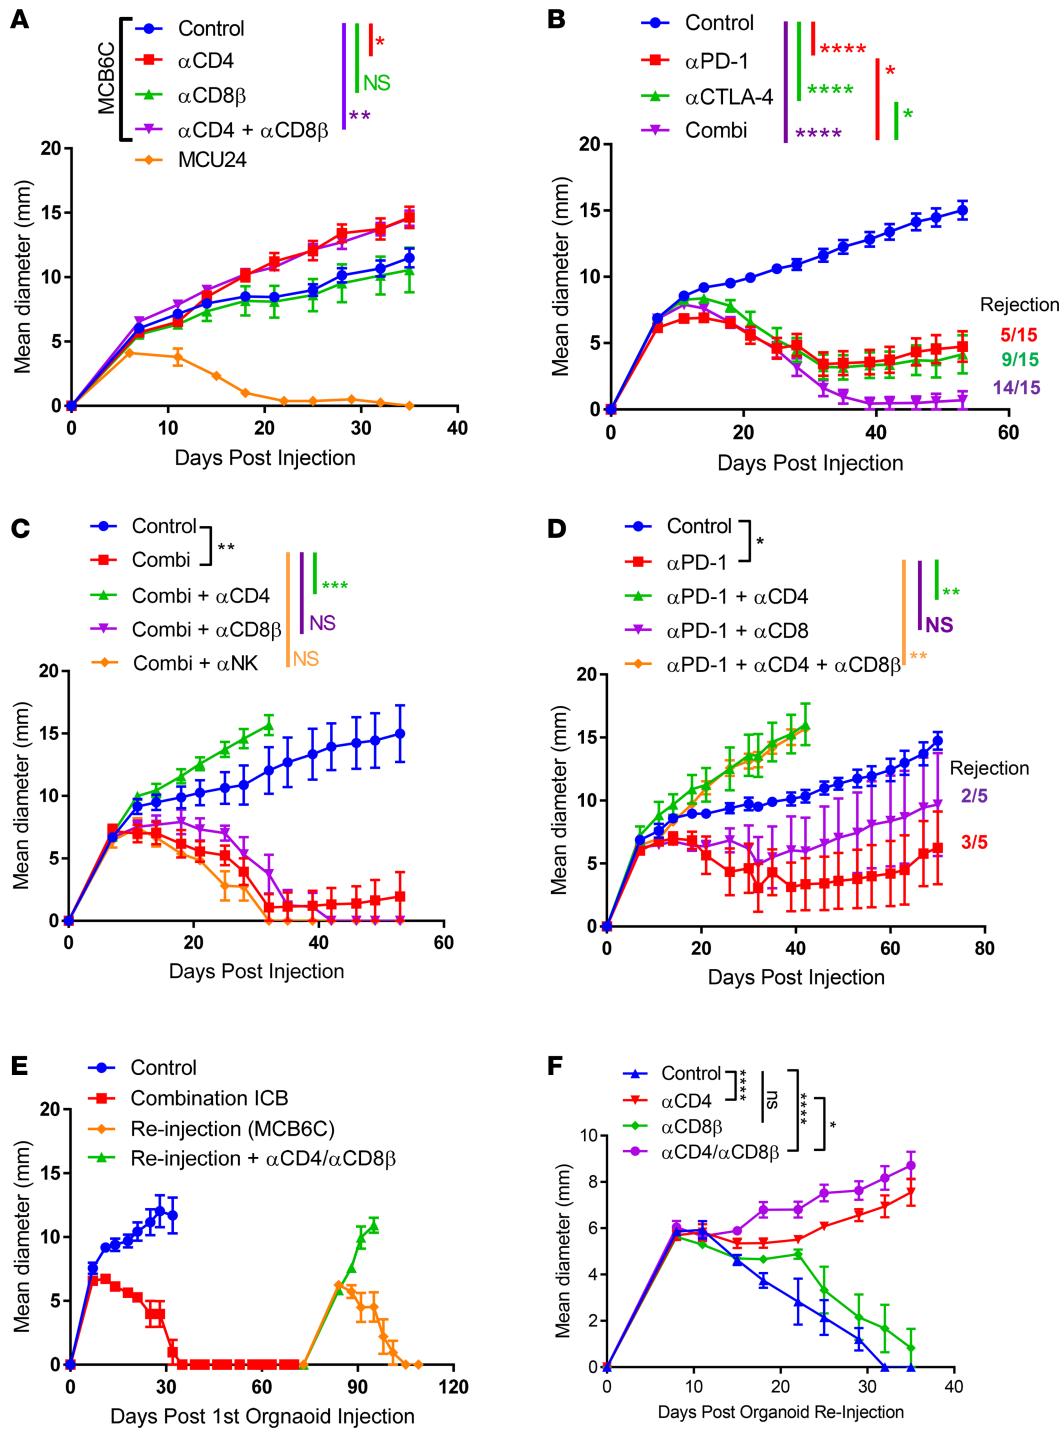 A
MCB6C
Control
αCD4
αCD8β
αCD4 + αCD8β
MCU24
*
NS
**
Mean diameter (mm)
20
15
10
5
0
0
10
20
30
40
Days Post Injection
B
Control
αPD-1
αCTLA-4
Combi
****
****
****
*
*
Mean diameter (mm)
20
15
10
5
0
0
20
40
60
Days Post Injection
Rejection
5/15
9/15
14/15
C
Control
Combi
Combi + αCD4
Combi + αCD8β
Combi + αNK
**
***
NS
NS
Mean diameter (mm)
20
15
10
5
0
0
20
40
60
Days Post Injection
D
Control
αPD-1
αPD-1 + αCD4
αPD-1 + αCD8
αPD-1 + αCD4 + αCD8β
*
**
NS
**
Mean diameter (mm)
20
15
10
5
0
0
20
40
60
80
Days Post Injection
Rejection
2/5
3/5
E
Control
Combination ICB
Re-injection (MCB6C)
Re-injection + αCD4/αCD8β
Mean diameter (mm)
20
15
10
5
0
0
30
60
90
120
Days Post 1st Orgnaoid Injection
F
Control
αCD4
αCD8β
αCD4/αCD8β
****
ns
****
*
Mean diameter (mm)
10
8
6
4
2
0
0
10
20
30
40
Days Post Organoid Re-Injection